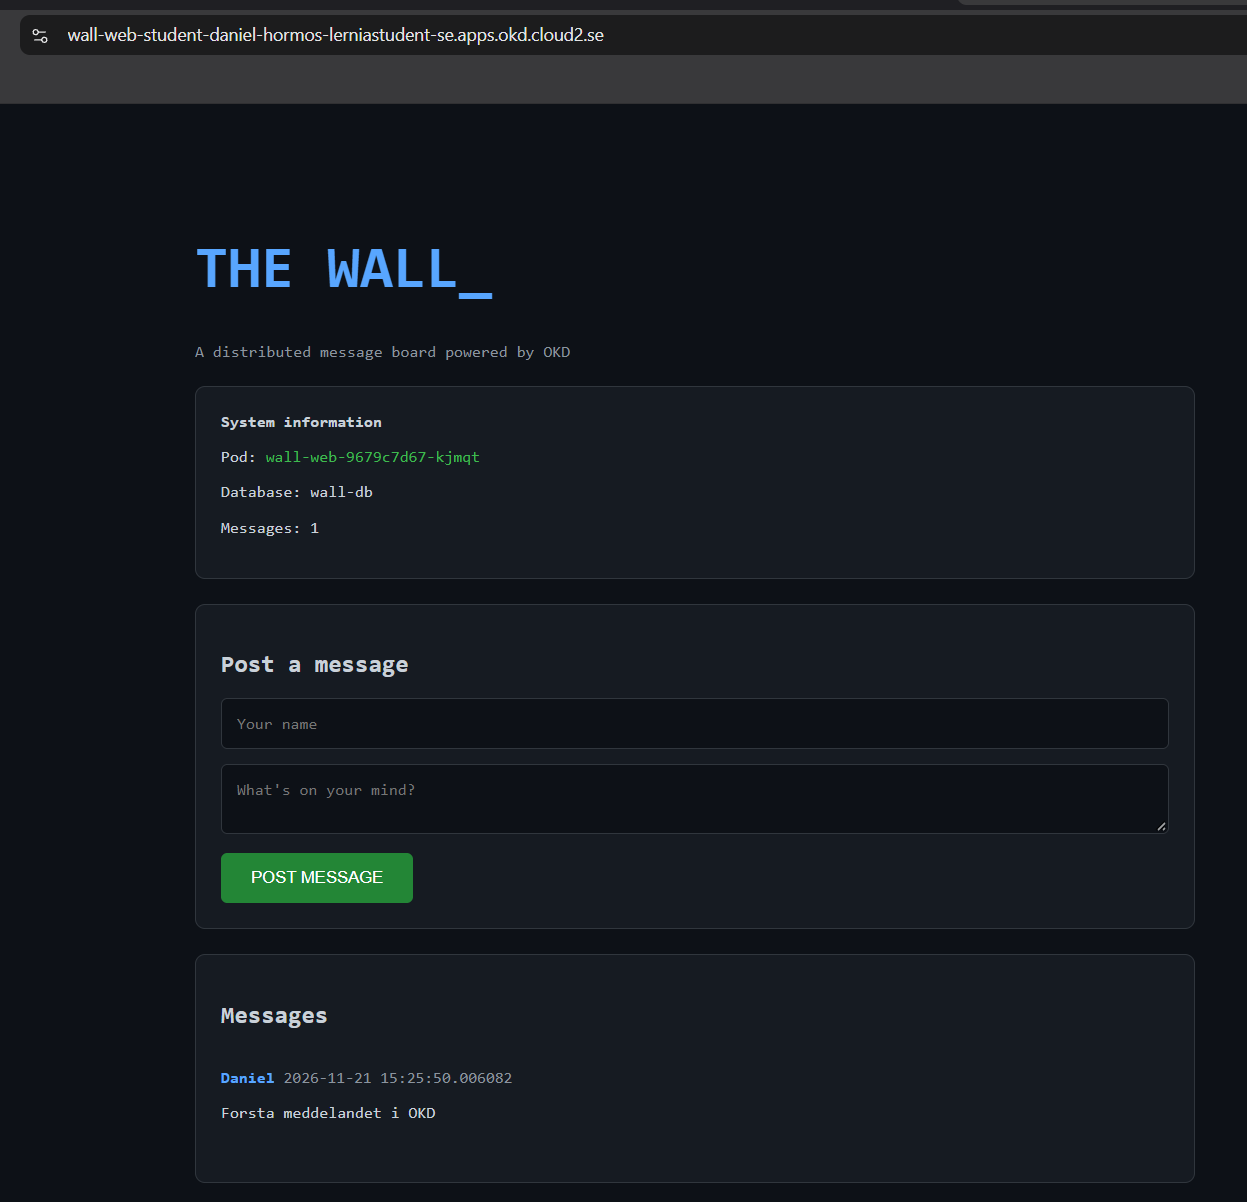 wall-web-student-daniel-hormos-lerniastudent-se.apps.okd.cloud2.se
THE WALL_
A distributed message board powered by OKD
System information
Pod: wall-web-9679c7d67-kjmqt
Database: wall-db
Messages: 1
Post a message
Your name
What's on your mind?
POST MESSAGE
Messages
Daniel 2026-11-21 15:25:50.006082
Forsta meddelandet i OKD